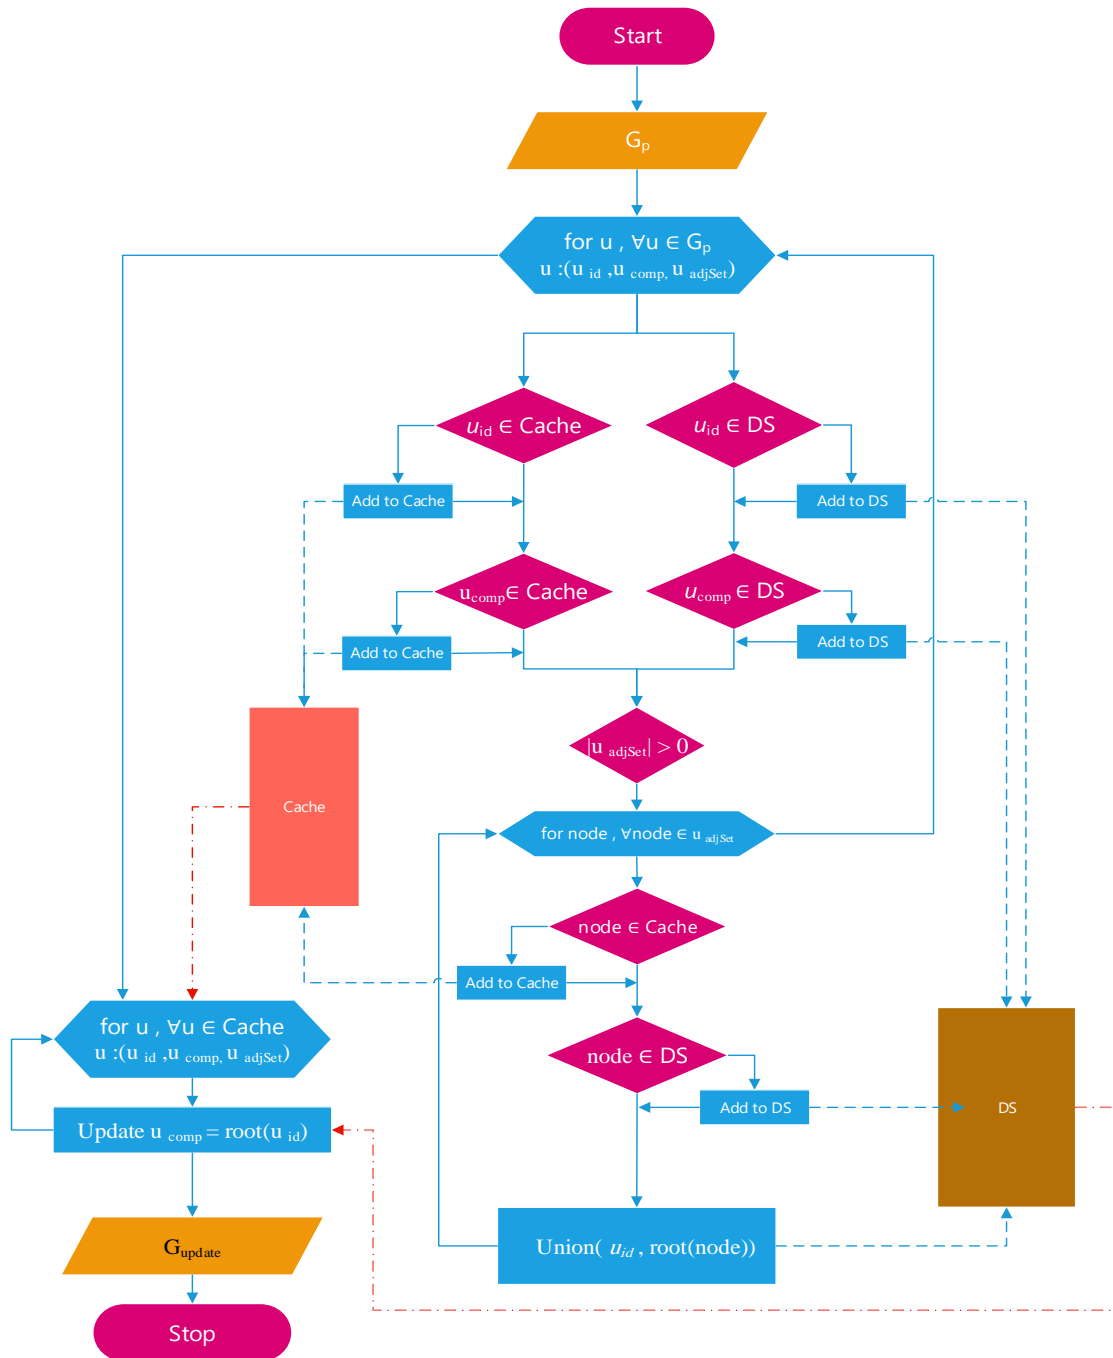 Start
Gp
for u , ∀u ∈ Gp
u :(u id ,u comp, u adjSet)
uid ∈ Cache
uid ∈ DS
Add to Cache
Add to DS
ucomp∈ Cache
ucomp ∈ DS
Add to Cache
Add to DS
|u adjSet| > 0
Cache
for node , ∀node ∈ u adjSet
node ∈ Cache
Add to Cache
for u , ∀u ∈ Cache
u :(u id ,u comp, u adjSet)
node ∈ DS
Add to DS
DS
Update u comp = root(u id)
Union( uid , root(node))
Gupdate
Stop